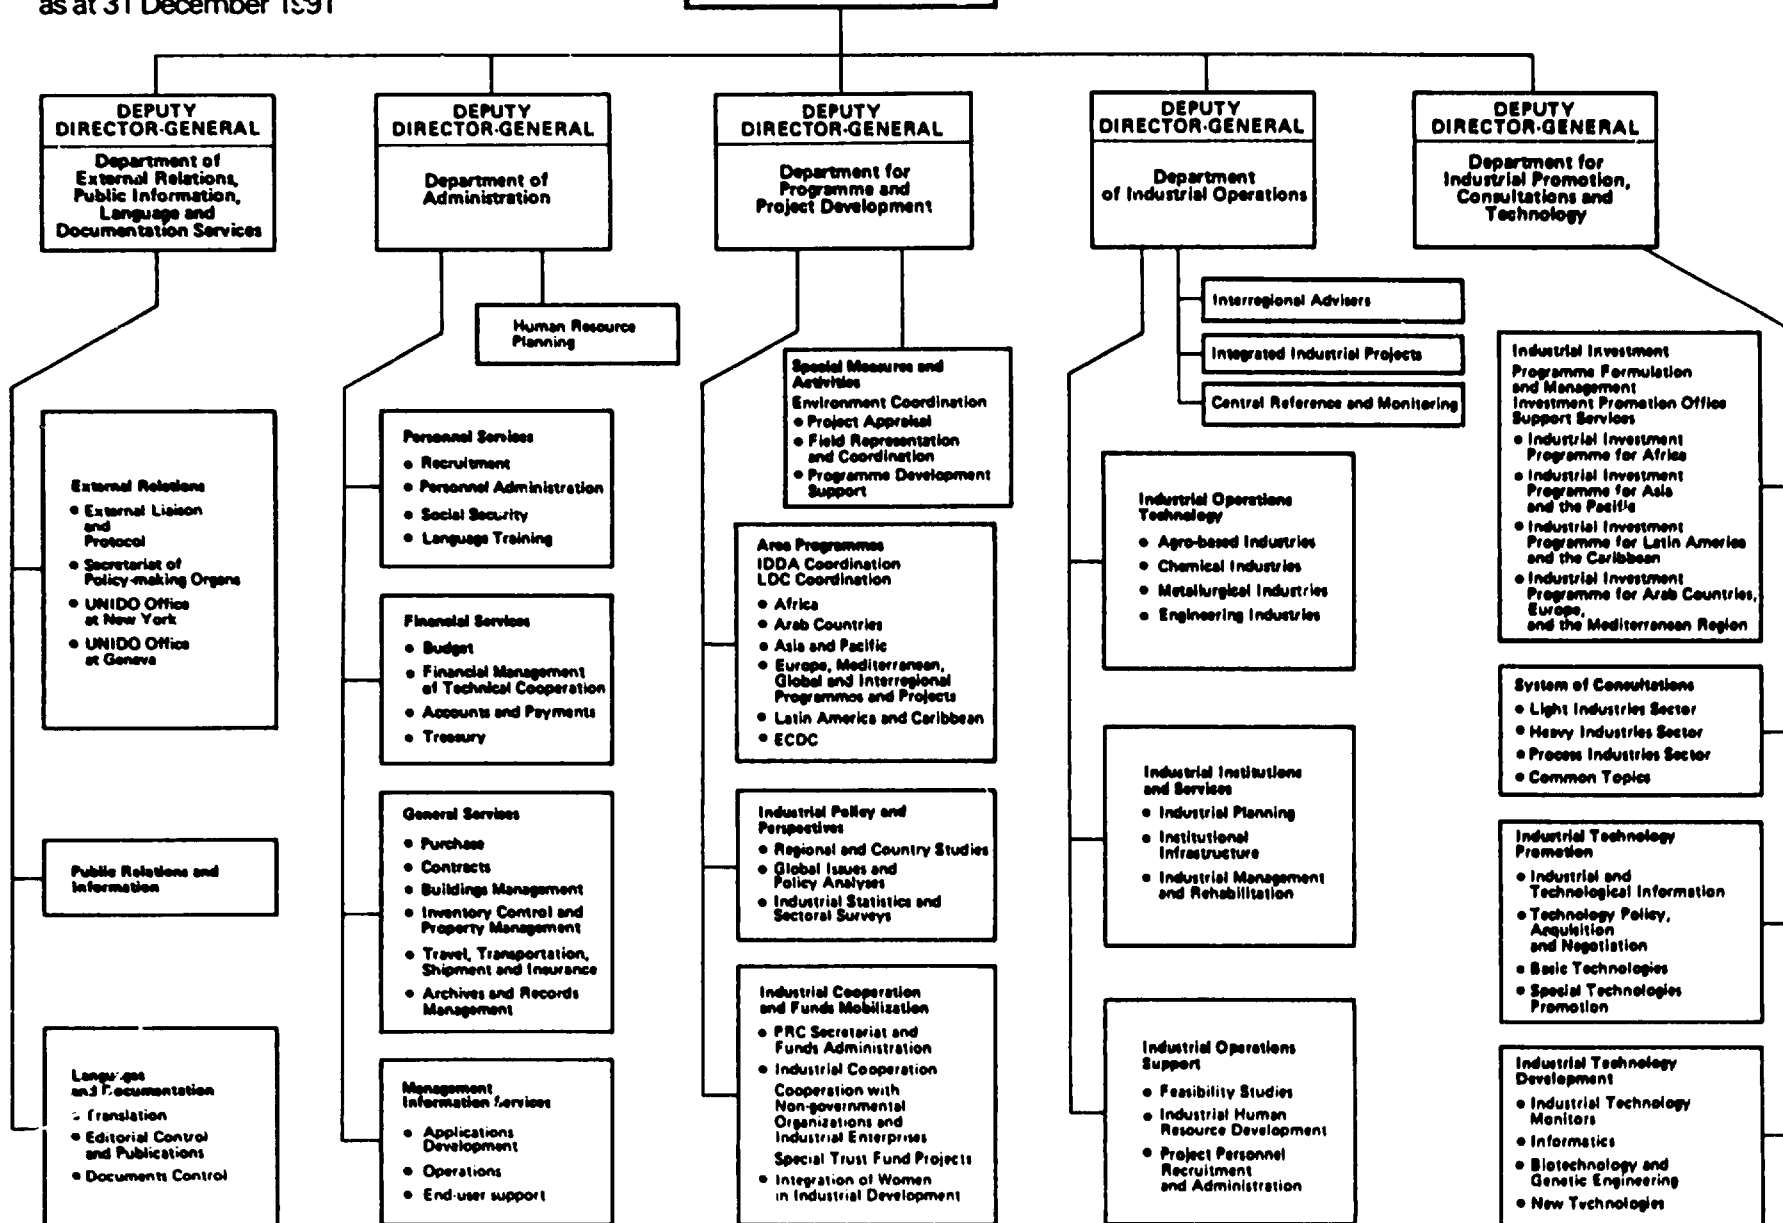 as at 31 December 1991
DEPUTY
DIRECTOR-GENERAL
Department of
External Relations,
Public Information,
Language and
Documentation Services
External Relations
• External Liaison
and
Protocol
• Secretariat of
Policy-making Organs
• UNIDO Office
at New York
• UNIDO Office
at Geneva
Public Relations and
Information
Languages
and Documentation
• Translation
• Editorial Control
and Publications
• Documents Control
DEPUTY
DIRECTOR-GENERAL
Department of
Administration
Human Resource
Planning
Personnel Services
• Recruitment
• Personnel Administration
• Social Security
• Language Training
Financial Services
• Budget
• Financial Management
of Technical Cooperation
• Accounts and Payments
• Treasury
General Services
• Purchase
• Contracts
• Buildings Management
• Inventory Control and
Property Management
• Travel, Transportation,
Shipment and Insurance
• Archives and Records
Management
Management
Information Services
• Applications
Development
• Operations
• End-user support
DEPUTY
DIRECTOR-GENERAL
Department for
Programme and
Project Development
Special Measures and
Activities
Environment Coordination
• Project Appraisal
• Field Representation
and Coordination
• Programme Development
Support
Area Programmes
IDDA Coordination
LDC Coordination
• Africa
• Arab Countries
• Asia and Pacific
• Europe, Mediterranean,
Global and Interregional
Programmes and Projects
• Latin America and Caribbean
• ECDC
Industrial Policy and
Perspectives
• Regional and Country Studies
• Global Issues and
Policy Analyses
• Industrial Statistics and
Sectoral Surveys
Industrial Cooperation
and Funds Mobilization
• PRC Secretariat and
Funds Administration
• Industrial Cooperation
Cooperation with
Non-governmental
Organizations and
Industrial Enterprises
Special Trust Fund Projects
• Integration of Women
in Industrial Development
DEPUTY
DIRECTOR-GENERAL
Department
of Industrial Operations
Interregional Advisers
Integrated Industrial Projects
Central Reference and Monitoring
Industrial Operations
Technology
• Agro-based Industries
• Chemical Industries
• Metallurgical Industries
• Engineering Industries
Industrial Institutions
and Services
• Industrial Planning
• Institutional
Infrastructure
• Industrial Management
and Rehabilitation
Industrial Operations
Support
• Feasibility Studies
• Industrial Human
Resource Development
• Project Personnel
Recruitment
and Administration
DEPUTY
DIRECTOR-GENERAL
Department for
Industrial Promotion,
Consultations and
Technology
Industrial Investment
Programme Formulation
and Management
Investment Promotion Office
Support Services
• Industrial Investment
Programme for Africa
• Industrial Investment
Programme for Asia
and the Pacific
• Industrial Investment
Programme for Latin America
and the Caribbean
• Industrial Investment
Programme for Arab Countries,
Europe,
and the Mediterranean Region
System of Consultations
• Light Industries Sector
• Heavy Industries Sector
• Process Industries Sector
• Common Topics
Industrial Technology
Promotion
• Industrial and
Technological Information
• Technology Policy,
Acquisition
and Negotiation
• Basic Technologies
• Special Technologies
Promotion
Industrial Technology
Development
• Industrial Technology
Monitors
• Informatics
• Biotechnology and
Genetic Engineering
• New Technologies